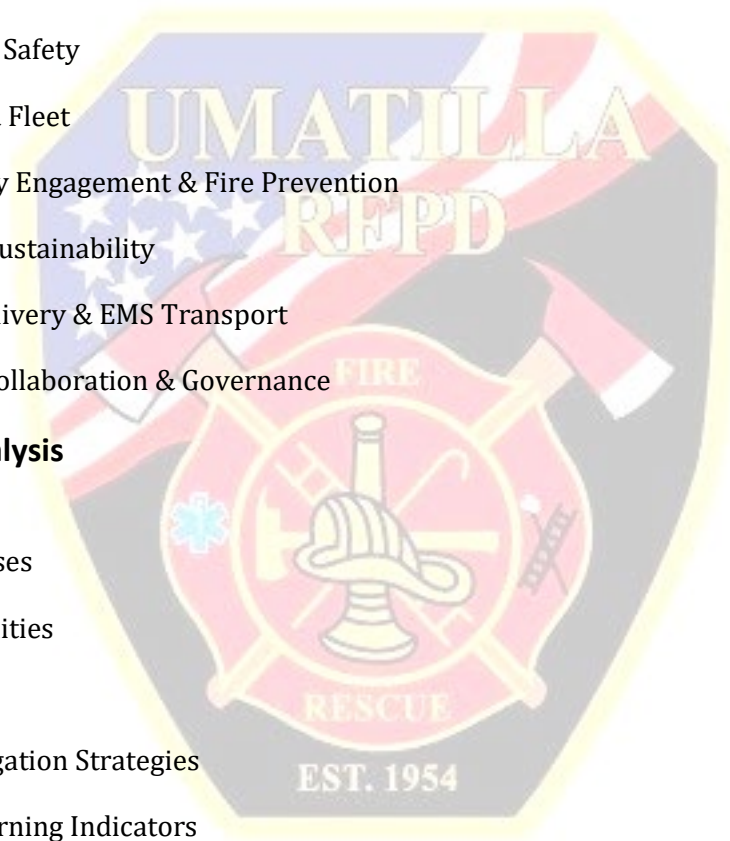 Safety
Fleet
y Engagement & Fire Prevention
ustainability
livery & EMS Transport
ollaboration & Governance
lysis
ses
ities
gation Strategies
rning Indicators
UMATILLA
RFPD
FIRE
RESCUE
EST. 1954